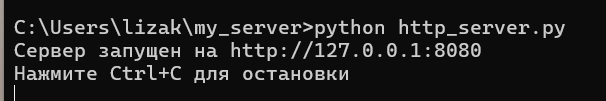 C:\Users\lizak\my_server>python http_server.py
Сервер запущен на http://127.0.0.1:8080
Нажмите Ctrl+C для остановки